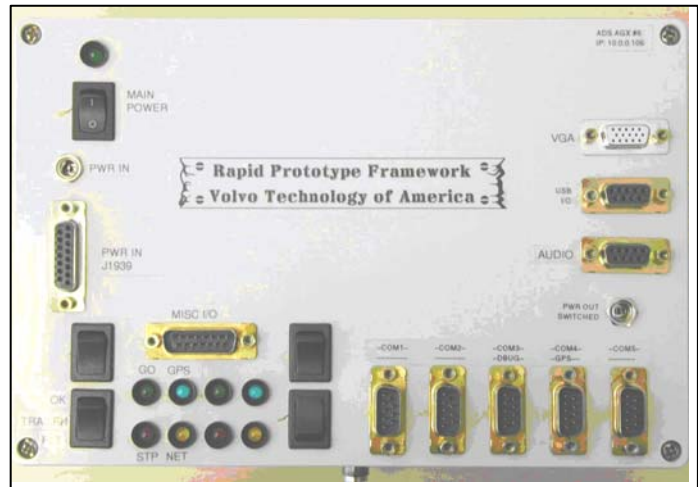 ADS AGX #6
IP: 10.0.0.106
MAIN
POWER
I
O
VGA
PWR IN
Rapid Prototype Framework
Volvo Technology of America
USB
I/O
PWR IN
J1939
AUDIO
PWR OUT
SWITCHED
MISC I/O
-COM1- -COM2- -COM3- -COM4- -COM5-
-DBUG- -GPS-
GO GPS
OK
STP NET